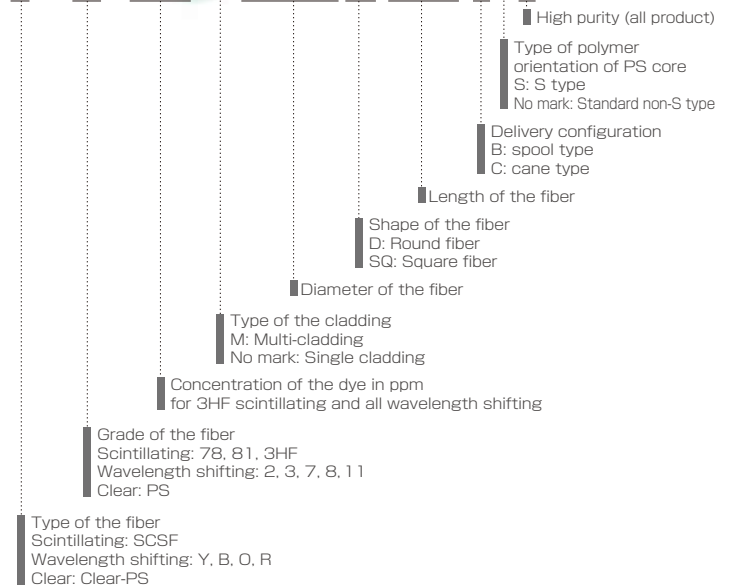 High purity (all product)
Type of polymer
orientation of PS core
S: S type
No mark: Standard non-S type
Delivery configuration
B: spool type
C: cane type
Length of the fiber
Shape of the fiber
D: Round fiber
SQ: Square fiber
Diameter of the fiber
Type of the cladding
M: Multi-cladding
No mark: Single cladding
Concentration of the dye in ppm
for 3HF scintillating and all wavelength shifting
Grade of the fiber
Scintillating: 78, 81, 3HF
Wavelength shifting: 2, 3, 7, 8, 11
Clear: PS
Type of the fiber
Scintillating: SCSF
Wavelength shifting: Y, B, O, R
Clear: Clear-PS